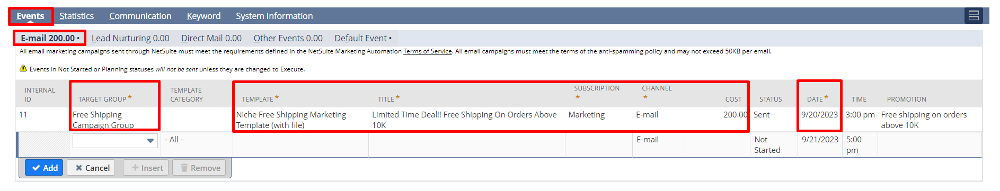 Events Statistics Communication Keyword System Information
E-mail 200.00 • Lead Nurturing 0.00 Direct Mail 0.00 Other Events 0.00 Default Event •
All email marketing campaigns sent through NetSuite must meet the requirements defined in the NetSuite Marketing Automation Terms of Service. All email campaigns must meet the terms of the anti-spamming policy and may not exceed 50KB per email.
Events in Not Started or Planning statuses will not be sent unless they are changed to Execute.
INTERNAL ID TARGET GROUP* TEMPLATE CATEGORY TEMPLATE* TITLE* SUBSCRIPTION * CHANNEL * COST STATUS DATE* TIME PROMOTION
11 Free Shipping Campaign Group Niche Free Shipping Marketing Template (with file) Limited Time Deal!! Free Shipping On Orders Above 10K Marketing E-mail 200.00 Sent 9/20/2023 3:00 pm Free shipping on orders above 10K
- All - E-mail Not Started 9/21/2023 5:00 pm
Add Cancel Insert Remove